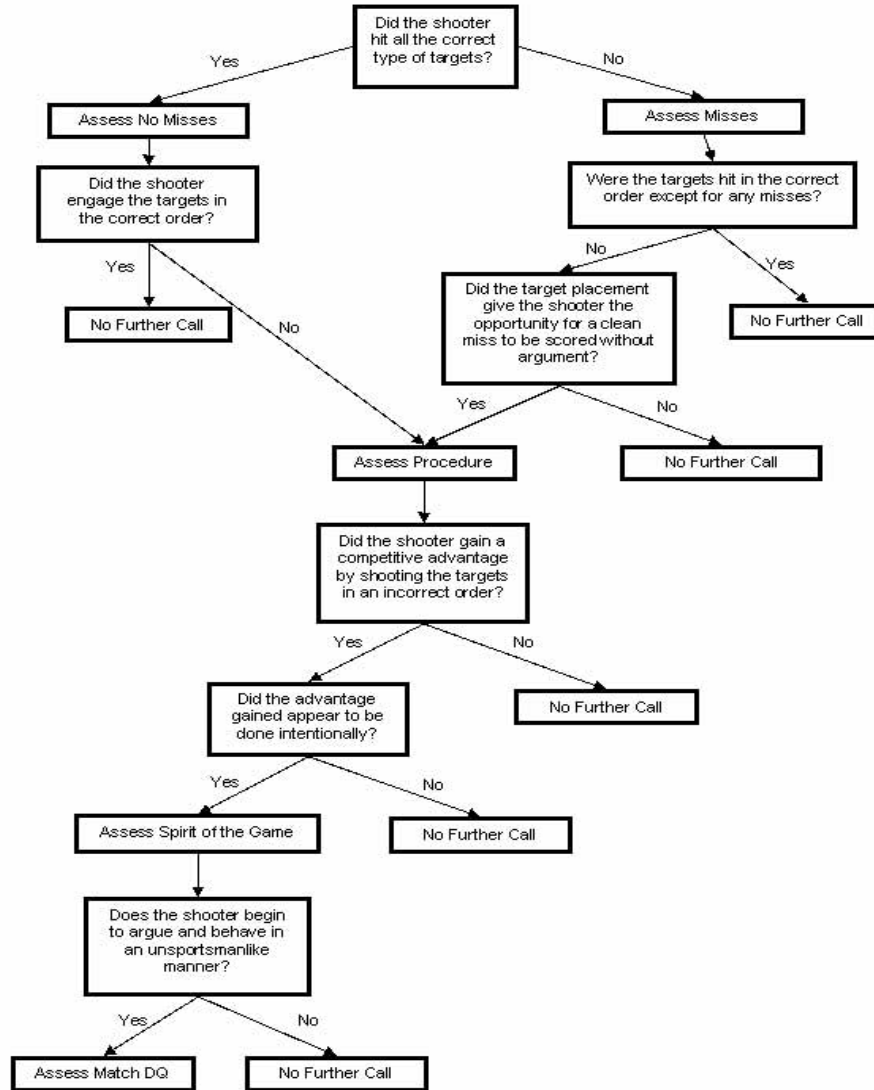 Did the shooter
hit all the correct
type of targets?
Yes
No
Assess No Misses
Assess Misses
Did the shooter
engage the targets in
the correct order?
Were the targets hit in the correct
order except for any misses?
Yes
No
No
Yes
No Further Call
Did the target placement
give the shooter the
opportunity for a clean
miss to be scored without
argument?
No Further Call
Yes
No
Assess Procedure
No Further Call
Did the shooter gain a
competitive advantage
by shooting the targets
in an incorrect order?
Yes
No
Did the advantage
gained appear to be
done intentionally?
No Further Call
Yes
No
Assess Spirit of the Game
No Further Call
Does the shooter begin
to argue and behave in
an unsportsmanlike
manner?
Yes
No
Assess Match DQ
No Further Call